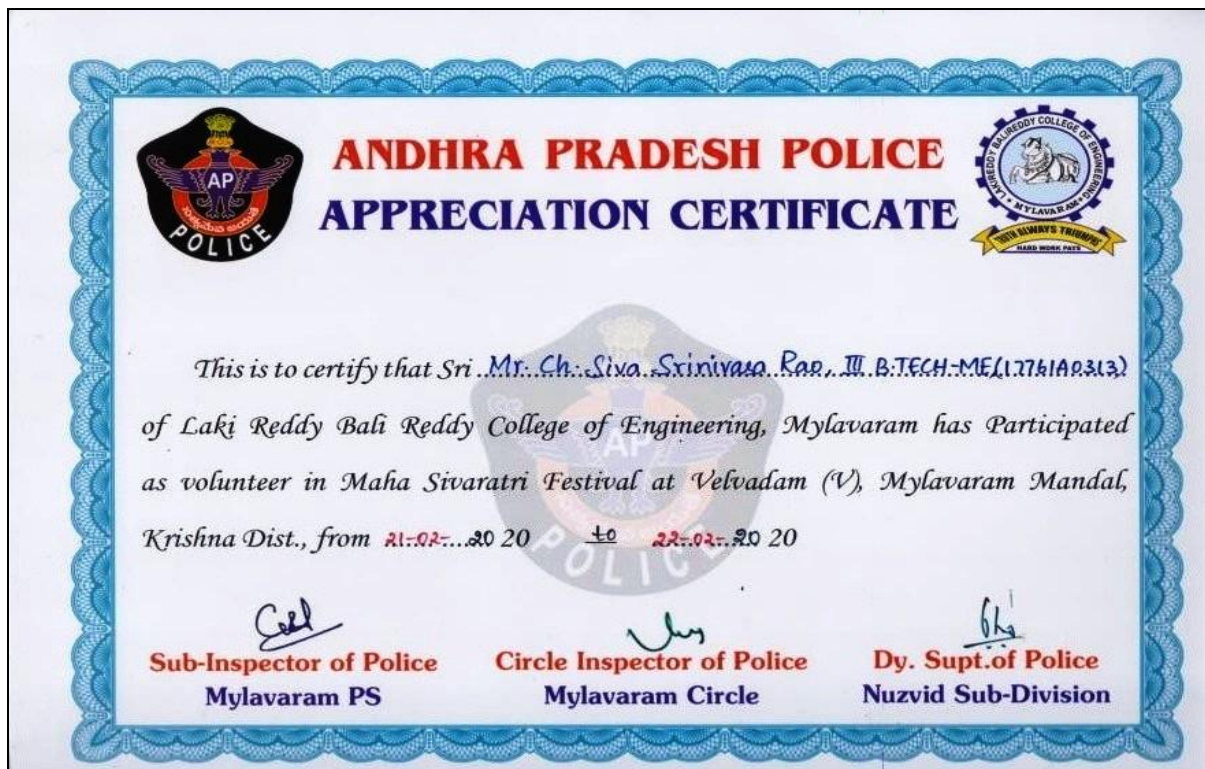 ANDHRA PRADESH POLICE
APPRECIATION CERTIFICATE
AP
POLICE
LAKIREDDY BALIREDDY COLLEGE OF ENGINEERING
MYLAVARAM
TRUTH ALWAYS TRIUMPHS
HARD WORK PAYS
This is to certify that Sri Mr. Ch. Siva Srinivasa Rao, III B.TECH-ME(17761A0313)
of Laki Reddy Bali Reddy College of Engineering, Mylavaram has Participated
as volunteer in Maha Sivaratri Festival at Velvadam (V), Mylavaram Mandal,
Krishna Dist., from 21-02-2020 to 22-02-2020
AP
POLICE
Sub-Inspector of Police
Mylavaram PS
Circle Inspector of Police
Mylavaram Circle
Dy. Supt.of Police
Nuzvid Sub-Division